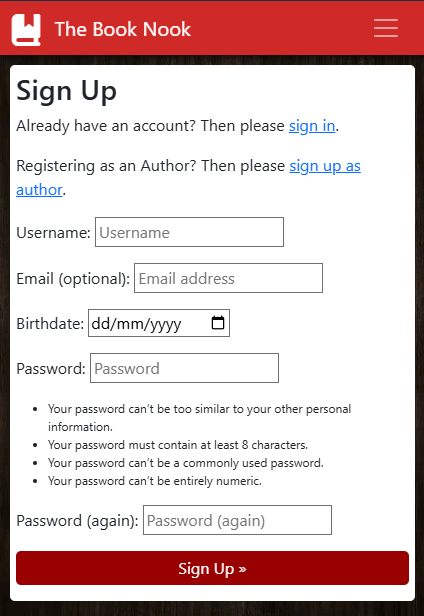 The Book Nook
Sign Up
Already have an account? Then please sign in.
Registering as an Author? Then please sign up as
author.
Username: Username
Email (optional): Email address
Birthdate: dd/mm/yyyy
Password: Password
• Your password can't be too similar to your other personal
information.
• Your password must contain at least 8 characters.
• Your password can't be a commonly used password.
• Your password can't be entirely numeric.
Password (again): Password (again)
Sign Up »